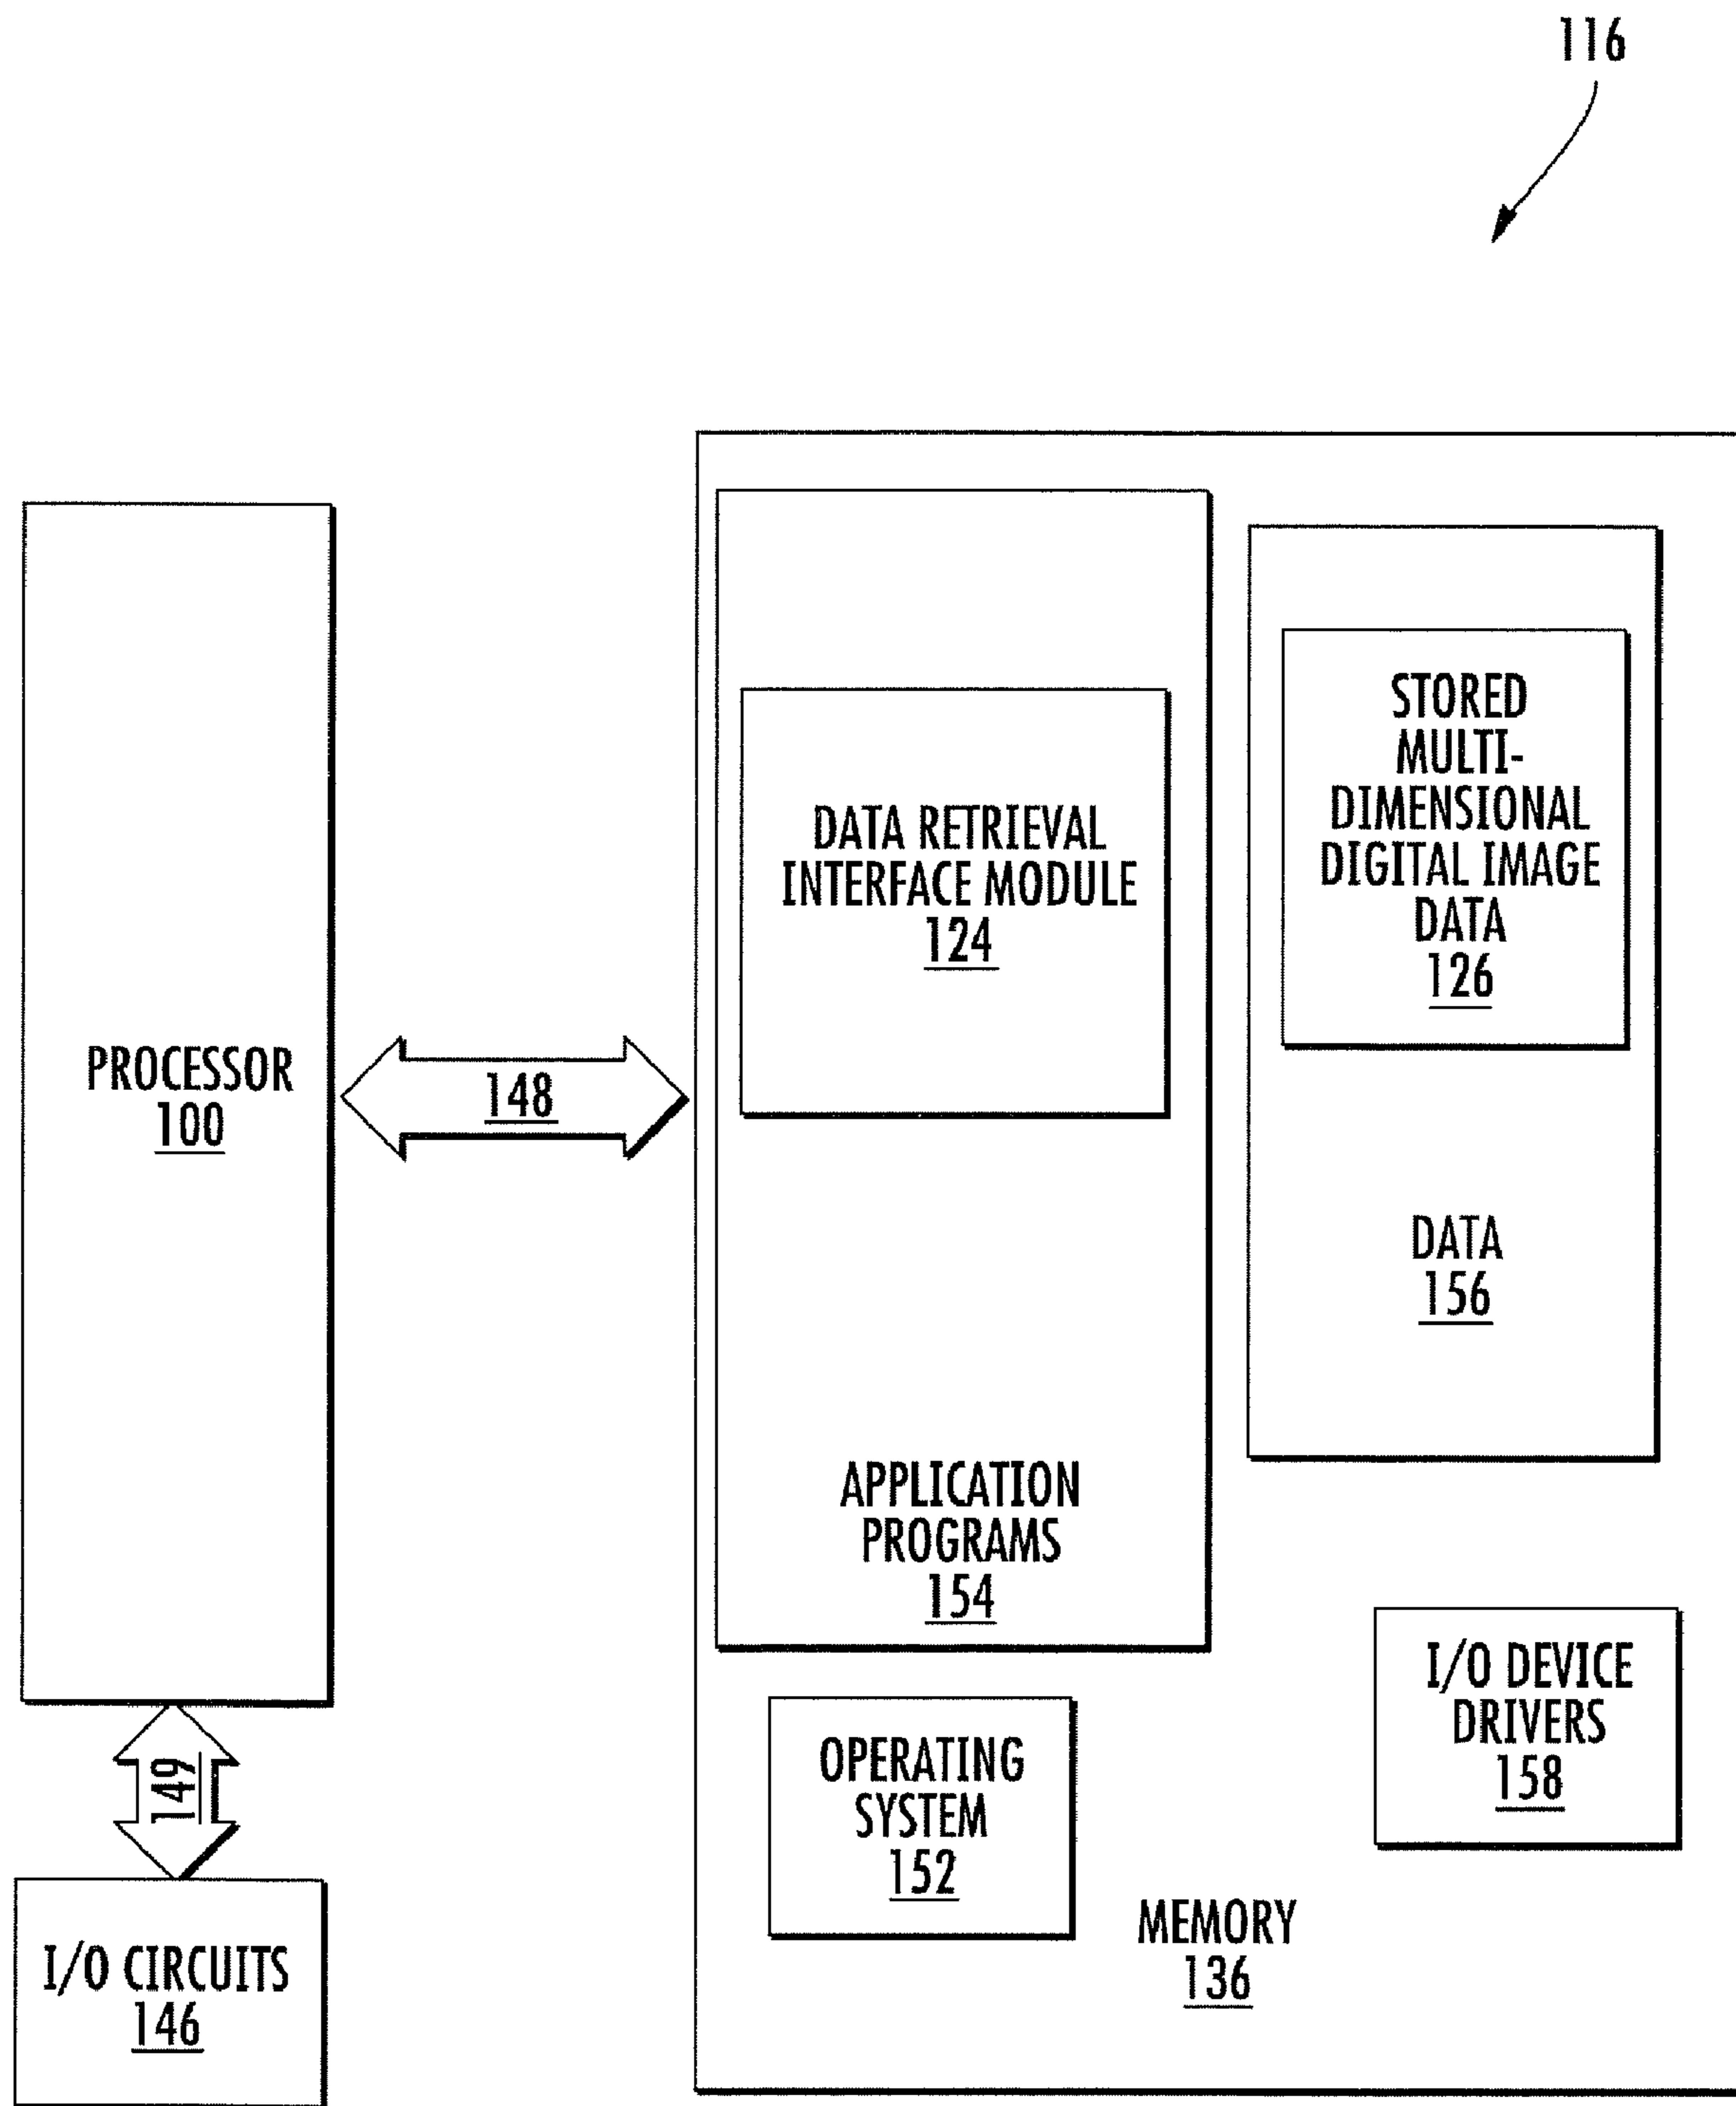 116
PROCESSOR
100
148
149
I/O CIRCUITS
146
DATA RETRIEVAL
INTERFACE MODULE
124
APPLICATION
PROGRAMS
154
STORED
MULTI-
DIMENSIONAL
DIGITAL IMAGE
DATA
126
DATA
156
OPERATING
SYSTEM
152
I/O DEVICE
DRIVERS
158
MEMORY
136